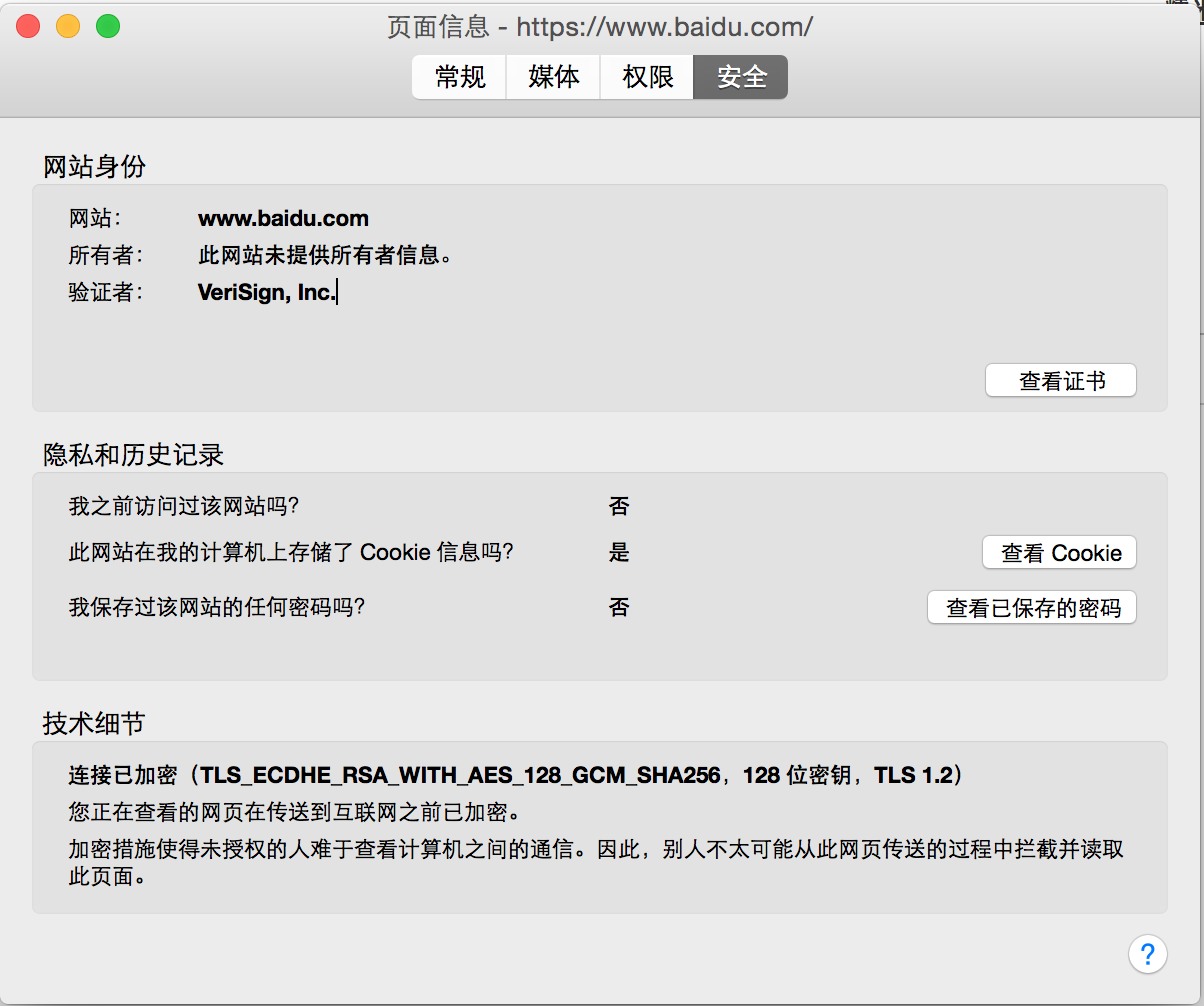 页面信息 - https://www.baidu.com/
常规 媒体 权限 安全
网站身份
网站： www.baidu.com
所有者： 此网站未提供所有者信息。
验证者： VeriSign, Inc.
查看证书
隐私和历史记录
我之前访问过该网站吗？ 否
此网站在我的计算机上存储了 Cookie 信息吗？ 是 查看 Cookie
我保存过该网站的任何密码吗？ 否 查看已保存的密码
技术细节
连接已加密（TLS_ECDHE_RSA_WITH_AES_128_GCM_SHA256，128 位密钥，TLS 1.2）
您正在查看的网页在传送到互联网之前已加密。
加密措施使得未授权的人难于查看计算机之间的通信。因此，别人不太可能从此网页传送的过程中拦截并读取
此页面。
?